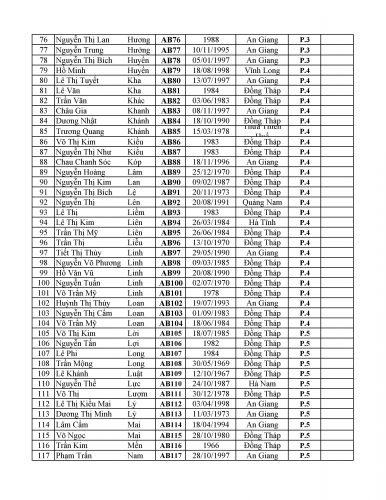 76 Nguyễn Thị Lan Hương AB76 1988 An Giang P.3
77 Nguyễn Trung Hướng AB77 10/11/1995 An Giang P.3
78 Nguyễn Thị Bích Huyền AB78 05/01/1997 An Giang P.3
79 Hồ Minh Huyền AB79 18/08/1998 Vĩnh Long P.4
80 Lê Thị Tuyết Kha AB80 13/07/1997 An Giang P.4
81 Lê Văn Kha AB81 1984 Đồng Tháp P.4
82 Trần Văn Khác AB82 03/06/1983 Đồng Tháp P.4
83 Châu Gia Khanh AB83 08/11/1997 An Giang P.4
84 Dương Nhật Khánh AB84 18/10/1990 Đồng Tháp P.4
85 Trương Quang Khánh AB85 15/03/1978 Thừa Thiên Huế P.4
86 Võ Thị Kim Kiều AB86 1983 Đồng Tháp P.4
87 Nguyễn Thị Như Kiều AB87 1983 Đồng Tháp P.4
88 Chau Chanh Sóc Kóp AB88 18/11/1996 An Giang P.4
89 Nguyễn Hoàng Lâm AB89 25/12/1970 Đồng Tháp P.4
90 Nguyễn Thị Kim Lan AB90 09/02/1987 Đồng Tháp P.4
91 Nguyễn Thị Bích Lệ AB91 20/11/1973 Đồng Tháp P.4
92 Nguyễn Thị Lên AB92 20/08/1991 Quảng Nam P.4
93 Lê Thị Liêm AB93 1983 Đồng Tháp P.4
94 Lê Thị Kim Liên AB94 26/03/1984 Hà Tĩnh P.4
95 Trần Thị Mỹ Liên AB95 26/06/1984 Đồng Tháp P.4
96 Trần Thị Liễu AB96 13/10/1970 Đồng Tháp P.4
97 Tiết Thị Thúy Linh AB97 29/05/1990 An Giang P.4
98 Nguyễn Võ Phương Linh AB98 09/03/1985 Đồng Tháp P.4
99 Hồ Văn Vũ Linh AB99 20/08/1990 Đồng Tháp P.4
100 Nguyễn Tuấn Linh AB100 02/07/1970 Đồng Tháp P.4
101 Võ Trần Mỹ Linh AB101 1978 Đồng Tháp P.4
102 Huỳnh Thị Thúy Loan AB102 19/07/1993 An Giang P.4
103 Nguyễn Thị Cẩm Loan AB103 01/09/1983 Đồng Tháp P.4
104 Võ Trần Mỹ Loan AB104 18/06/1984 Đồng Tháp P.4
105 Võ Thị Kim Lời AB105 18/07/1985 Đồng Tháp P.5
106 Nguyễn Tấn Lợi AB106 1982 Đồng Tháp P.5
107 Lê Phi Long AB107 1984 Đồng Tháp P.5
108 Trần Mộng Long AB108 30/05/1969 Đồng Tháp P.5
109 Lê Khánh Luật AB109 12/10/1967 Đồng Tháp P.5
110 Nguyễn Thế Lực AB110 24/10/1987 Hà Nam P.5
111 Võ Thị Lượm AB111 30/12/1978 Đồng Tháp P.5
112 Lê Thị Kiều Mai Lý AB112 03/04/1998 An Giang P.5
113 Dương Thị Minh Lý AB113 11/03/1973 An Giang P.5
114 Lâm Cẩm Mai AB114 18/04/1994 An Giang P.5
115 Võ Ngọc Mai AB115 28/10/1980 Đồng Tháp P.5
116 Trần Kim Mến AB116 1966 Đồng Tháp P.5
117 Phạm Trần Nam AB117 28/10/1997 An Giang P.5